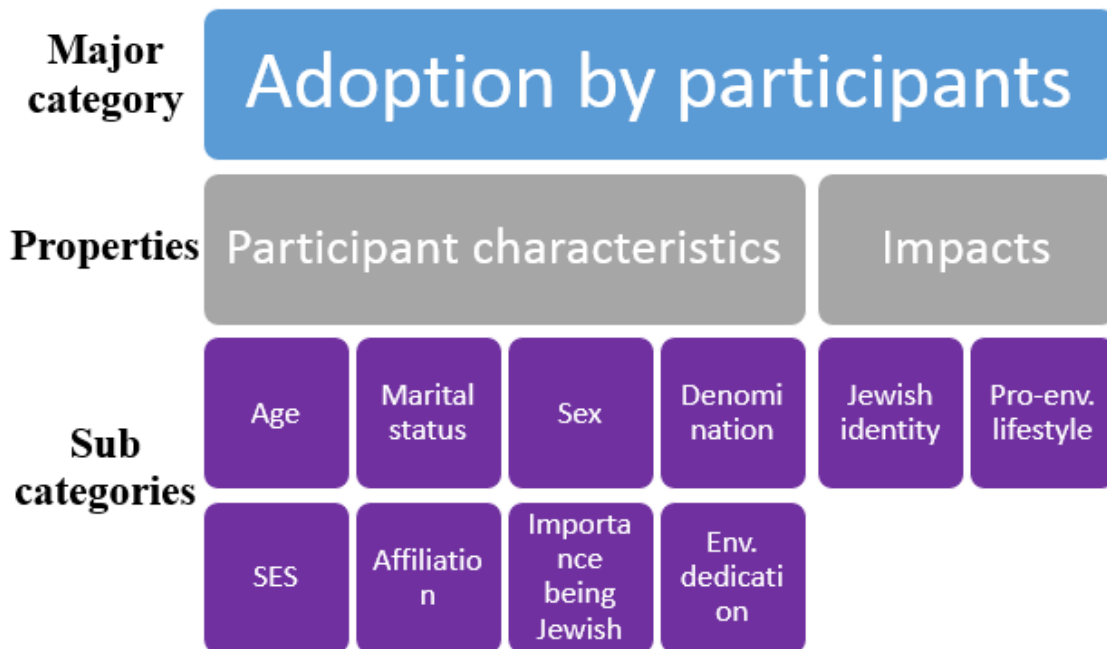 Major
category
Adoption by participants
Properties
Participant characteristics
Impacts
Sub
categories
Age
Marital
status
Sex
Denomi
nation
Jewish
identity
Pro-env.
lifestyle
SES
Affiliatio
n
Importa
nce
being
Jewish
Env.
dedicati
on